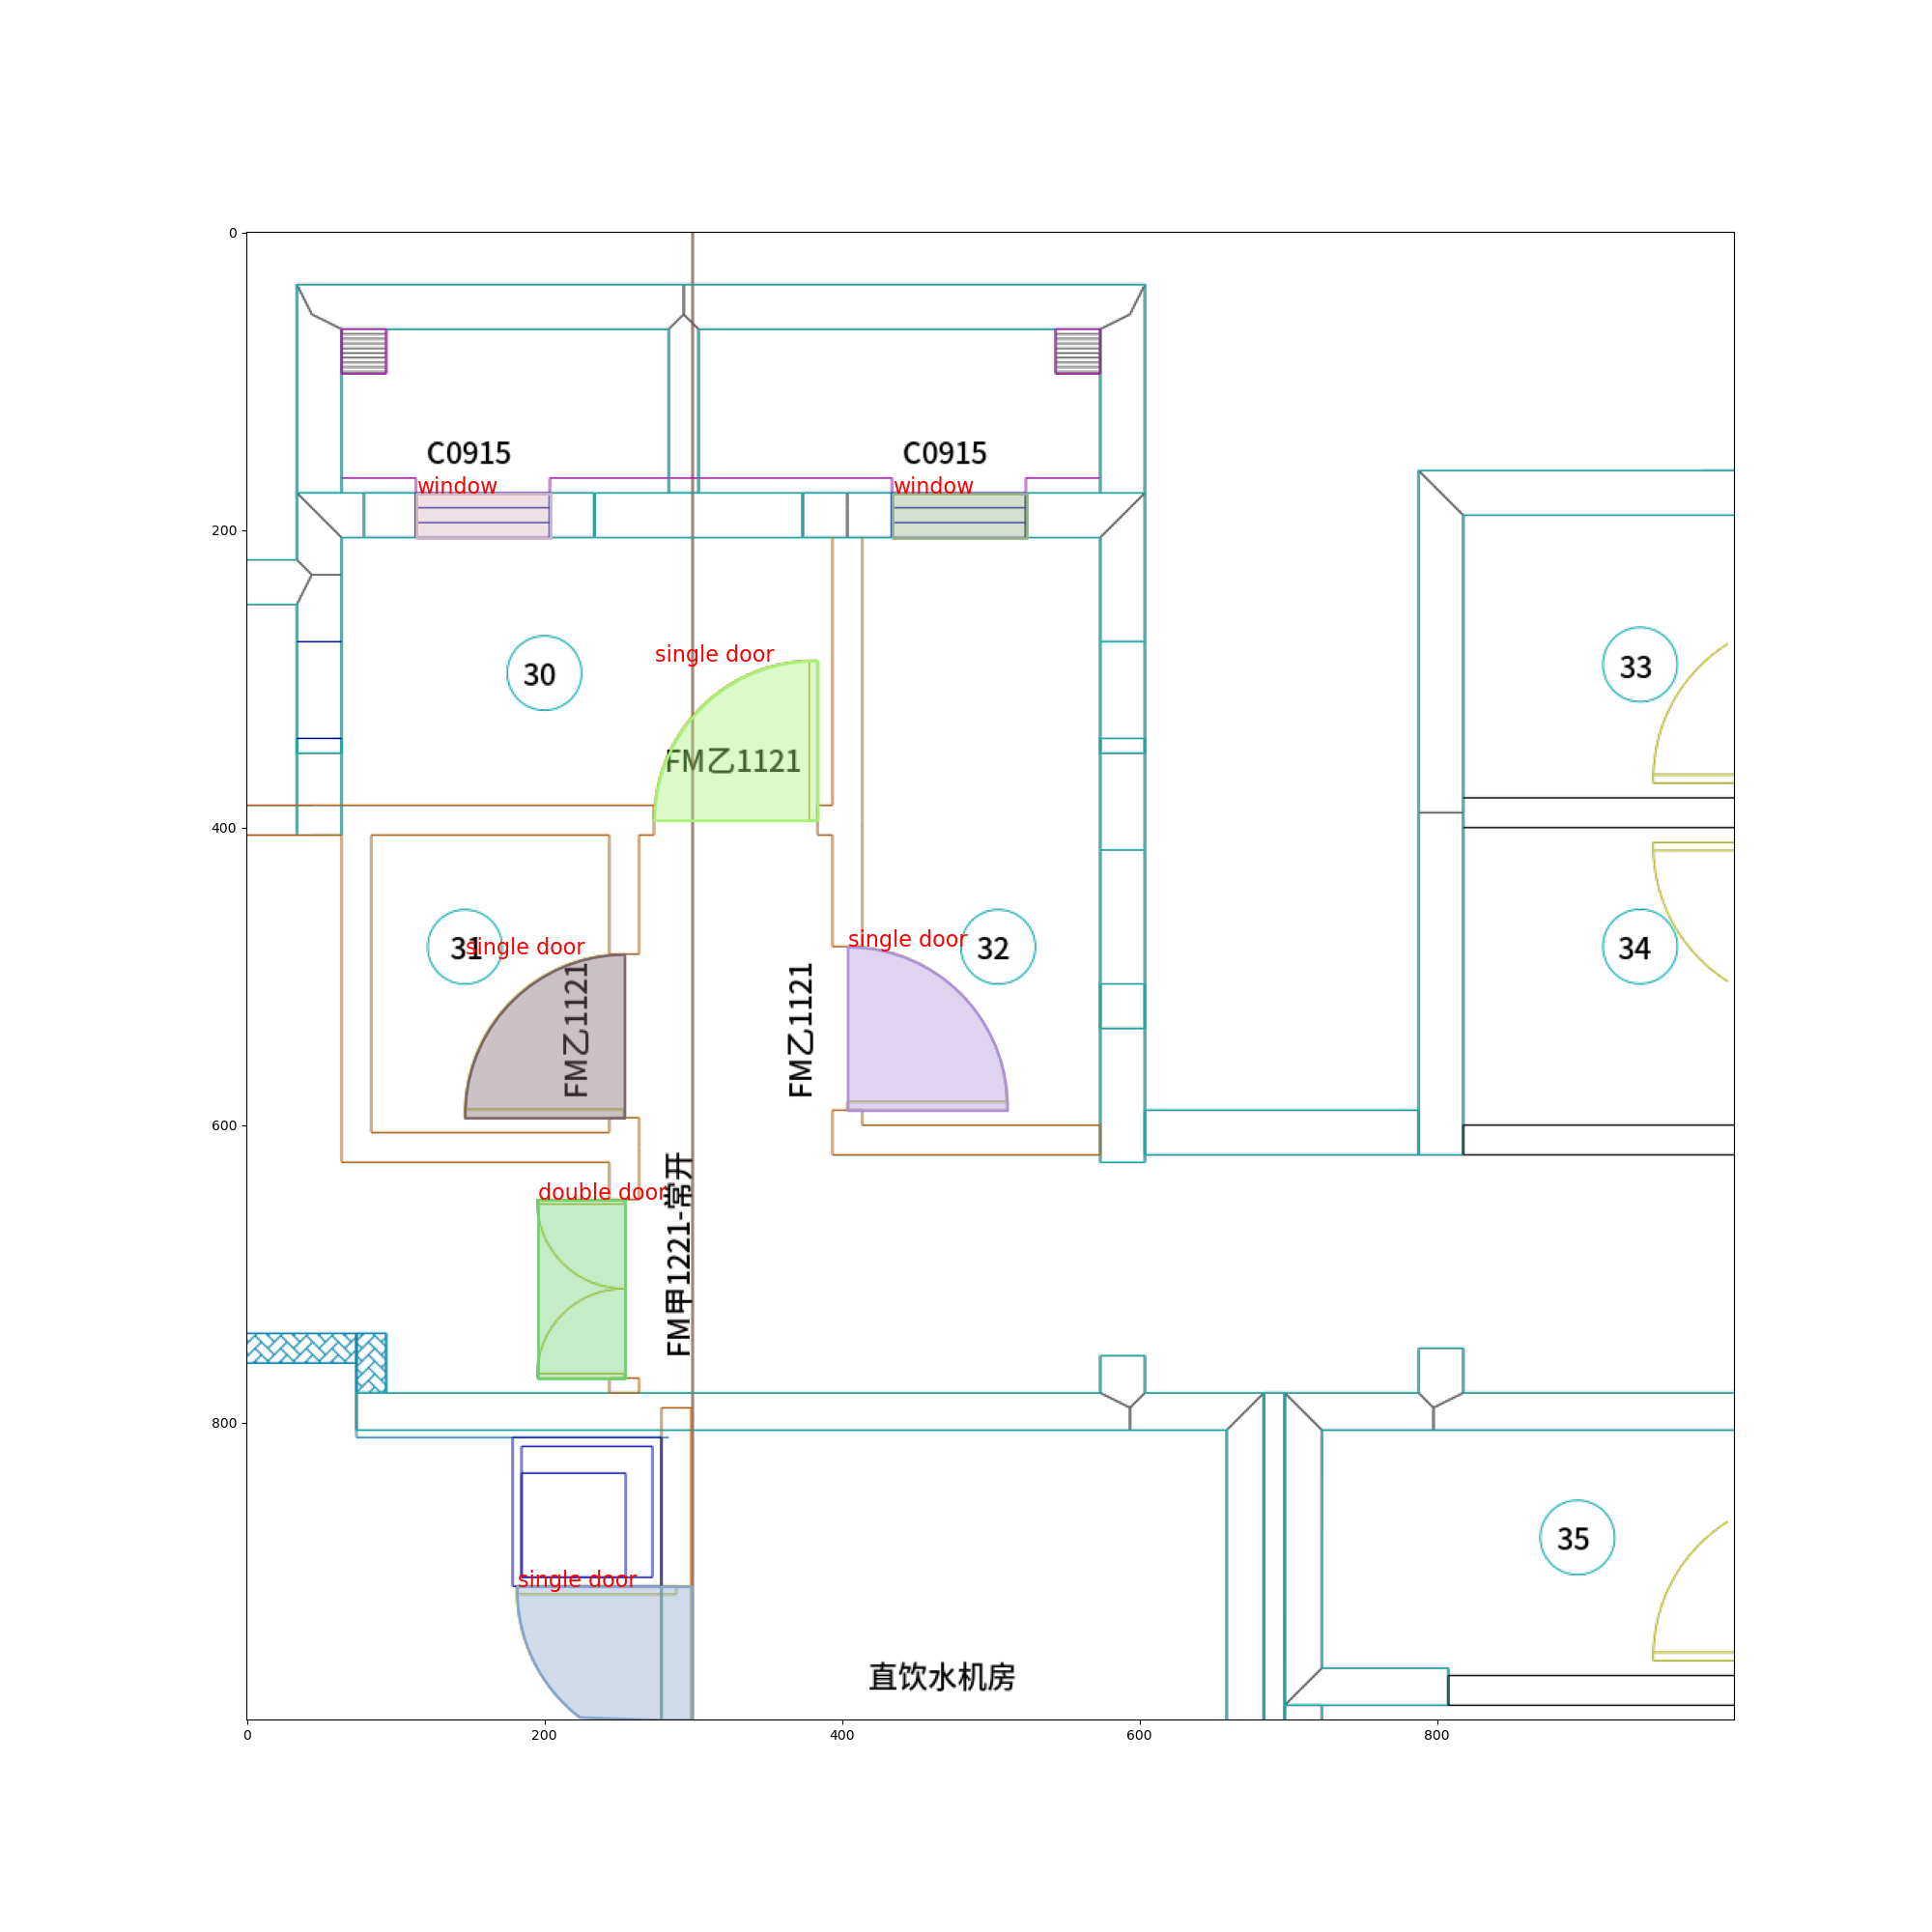 0
C0915
C0915
window
window
200
single door
30
33
FM乙1121
400
31
single door
single door
32
34
FM乙1121
FM乙1121
600
double door
FM甲1221-常开
800
35
single door
直饮水机房
0
200
400
600
800